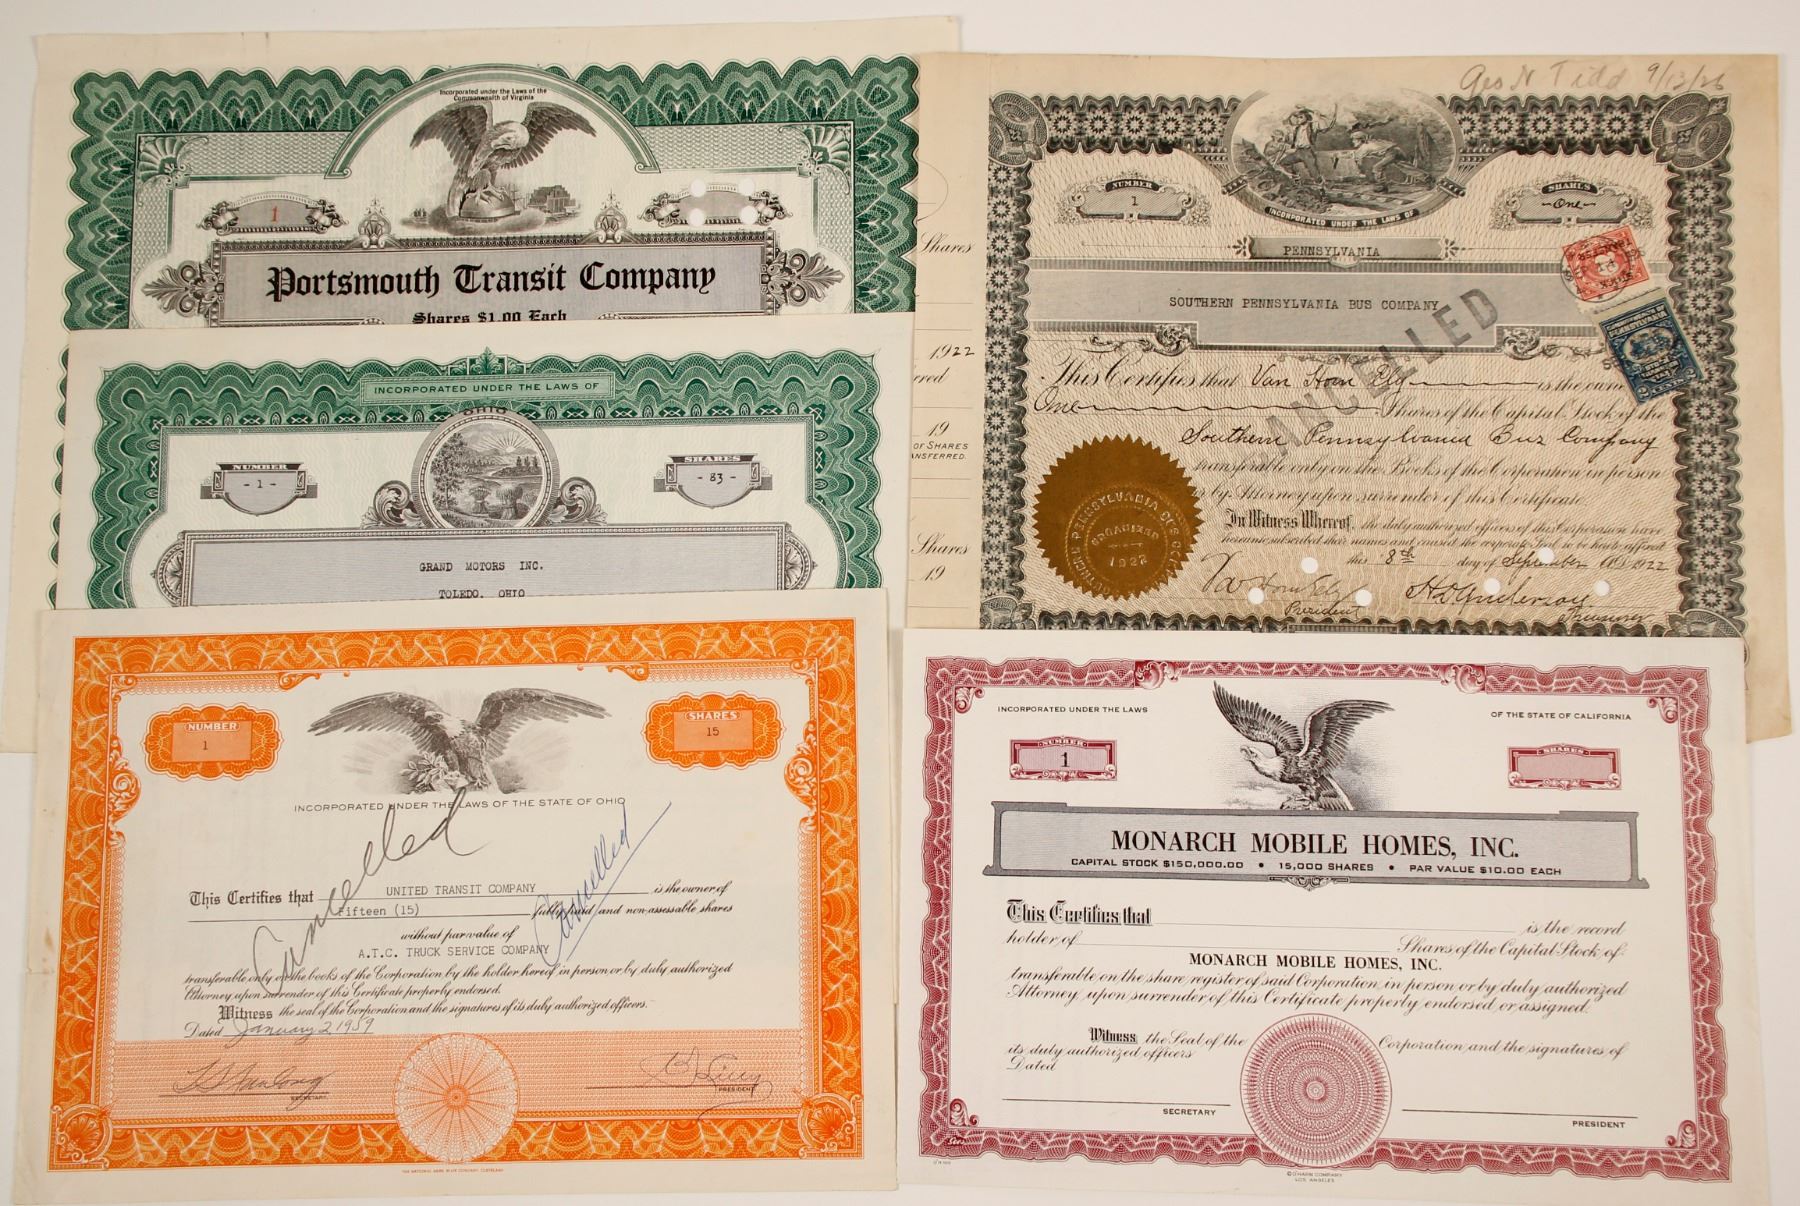 Incorporated under the Laws of the
Commonwealth of Virginia
1
Portsmouth Transit Company
Shares $1.00 Each
INCORPORATED UNDER THE LAWS OF
OHIO
NUMBER
- 1 -
SHARES
- 83 -
GRAND MOTORS INC.
TOLEDO, OHIO
NUMBER
1
SHARES
15
INCORPORATED UNDER THE LAWS OF THE STATE OF OHIO
Cancelled
Cancelled
This Certifies that UNITED TRANSIT COMPANY is the owner of
Fifteen (15) fully paid and non-assessable shares
without par value of
A.T.C. TRUCK SERVICE COMPANY
transferable only on the books of the Corporation by the holder hereof in person or by duly authorized
Attorney upon surrender of this Certificate properly endorsed.
Witness the seal of the Corporation and the signatures of its duly authorized officers.
Dated January 2 1959
SECRETARY
PRESIDENT
Shares
1922
19
OF SHARES
Shares
19
Geo N Tidd 9/13/26
NUMBER
1
SHARES
One
INCORPORATED UNDER THE LAWS OF
PENNSYLVANIA
SOUTHERN PENNSYLVANIA BUS COMPANY
CANCELLED
This Certifies that Van Horn Ely is the owner
One Shares of the Capital Stock of the
Southern Pennsylvania Bus Company
transferable only on the Books of the Corporation in person
or by Attorney upon surrender of this Certificate.
In Witness Whereof, the duly authorized officers of this Corporation have
hereunto subscribed their names and caused the corporate Seal to be hereto affixed
this 8th day of September A.D. 1922
Van Horn Ely
President
H D Anderson
Treasurer
ORGANIZED
1922
INCORPORATED UNDER THE LAWS
OF THE STATE OF CALIFORNIA
NUMBER
1
SHARES
MONARCH MOBILE HOMES, INC.
CAPITAL STOCK $150,000.00 • 15,000 SHARES • PAR VALUE $10.00 EACH
This Certifies that is the record
holder of Shares of the Capital Stock of
MONARCH MOBILE HOMES, INC.
transferable on the share register of said Corporation in person or by duly authorized
Attorney upon surrender of this Certificate properly endorsed or assigned.
Witness the Seal of the Corporation and the signatures of
its duly authorized officers
Dated
SECRETARY
PRESIDENT
LOS ANGELES